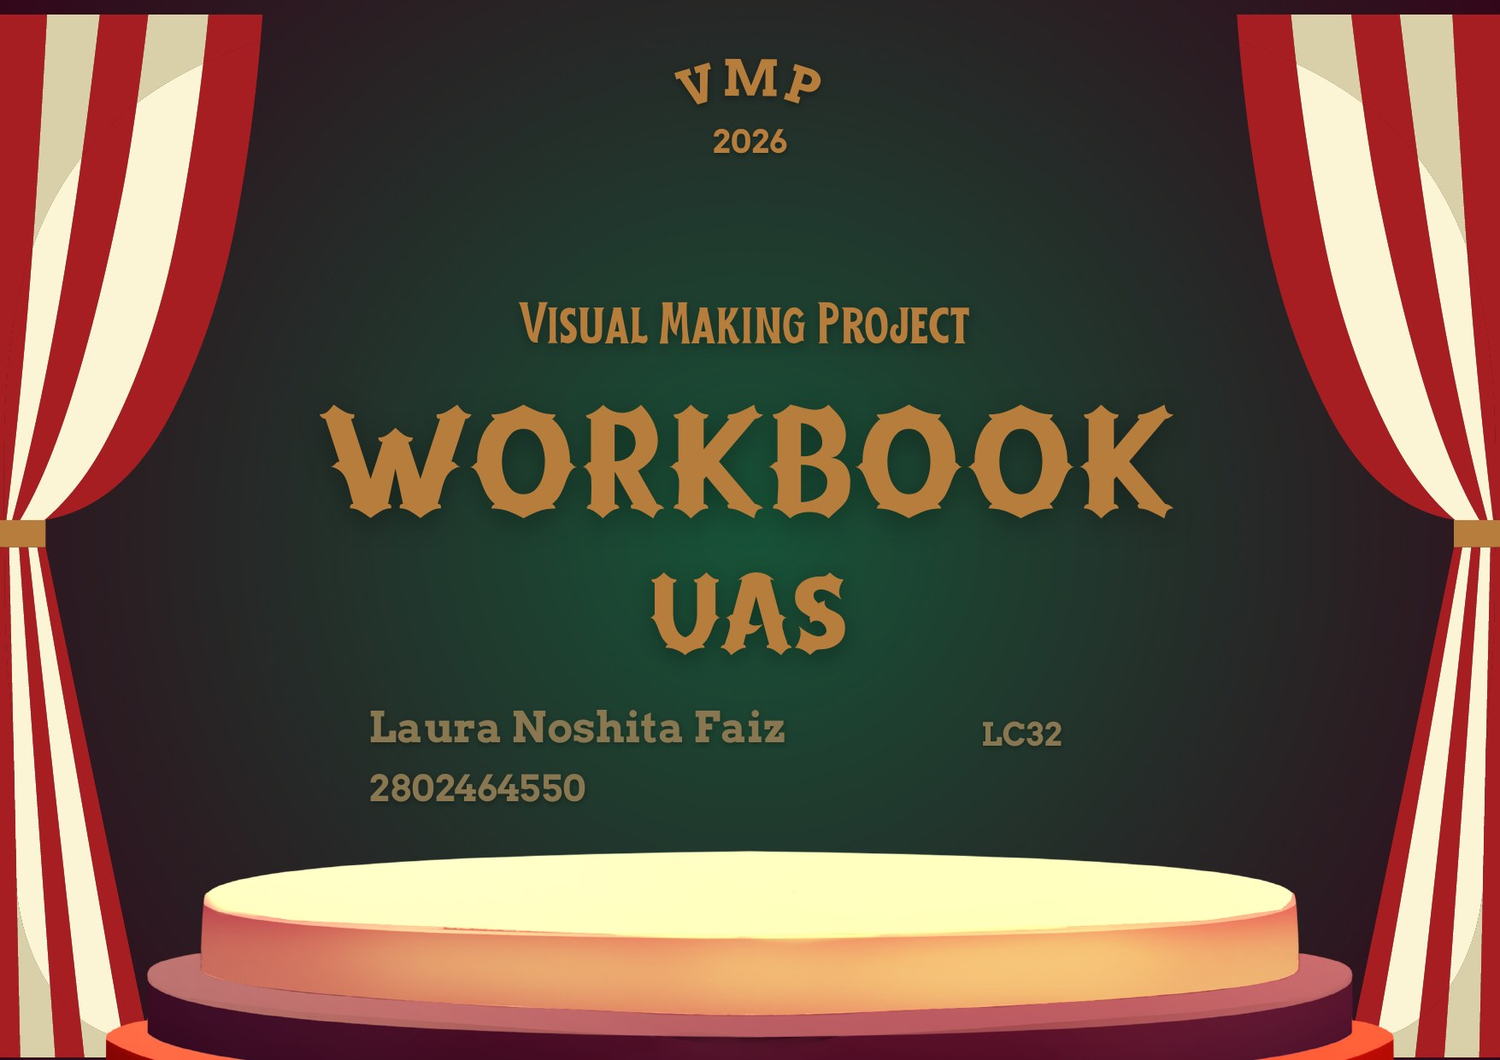 VMP
2026
Visual Making Project
WORKBOOK
UAS
Laura Noshita Faiz
LC32
2802464550